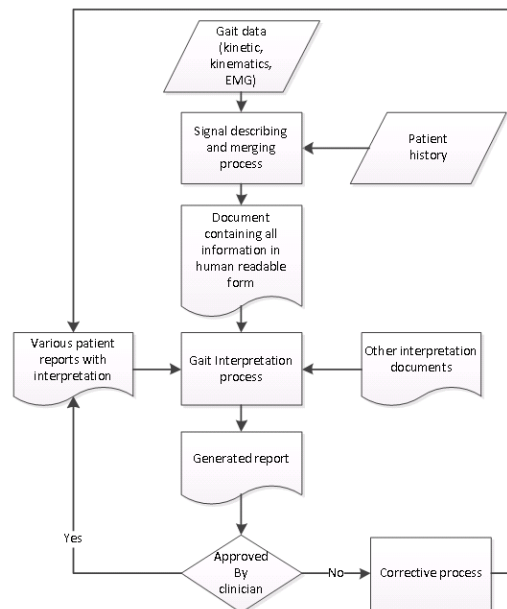 Gait data
(kinetic,
kinematics,
EMG)
Signal describing
and merging
process
Patient
history
Document
containing all
information in
human readable
form
Various patient
reports with
interpretation
Gait Interpretation
process
Other interpretation
documents
Generated report
Yes
Approved
By
clinician
No
Corrective process